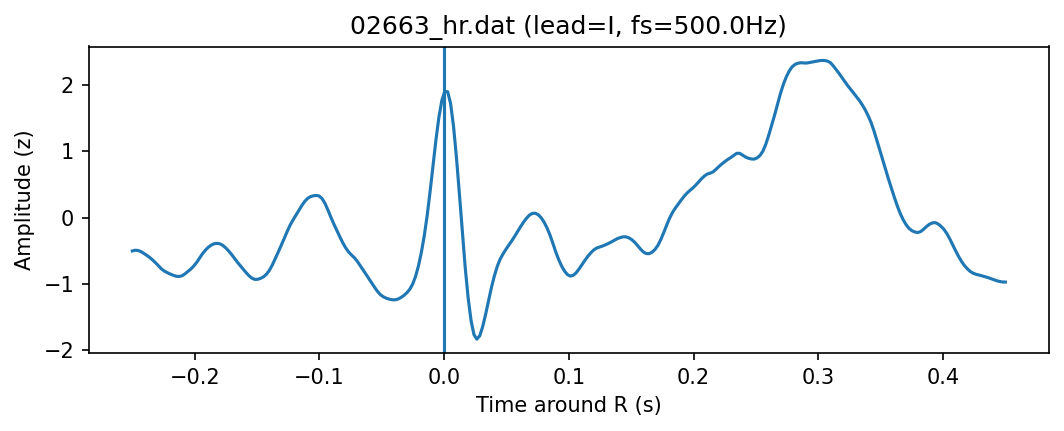 02663_hr.dat (lead=I, fs=500.0Hz)
Amplitude (z)
2
1
0
−1
−2
−0.2 −0.1 0.0 0.1 0.2 0.3 0.4
Time around R (s)